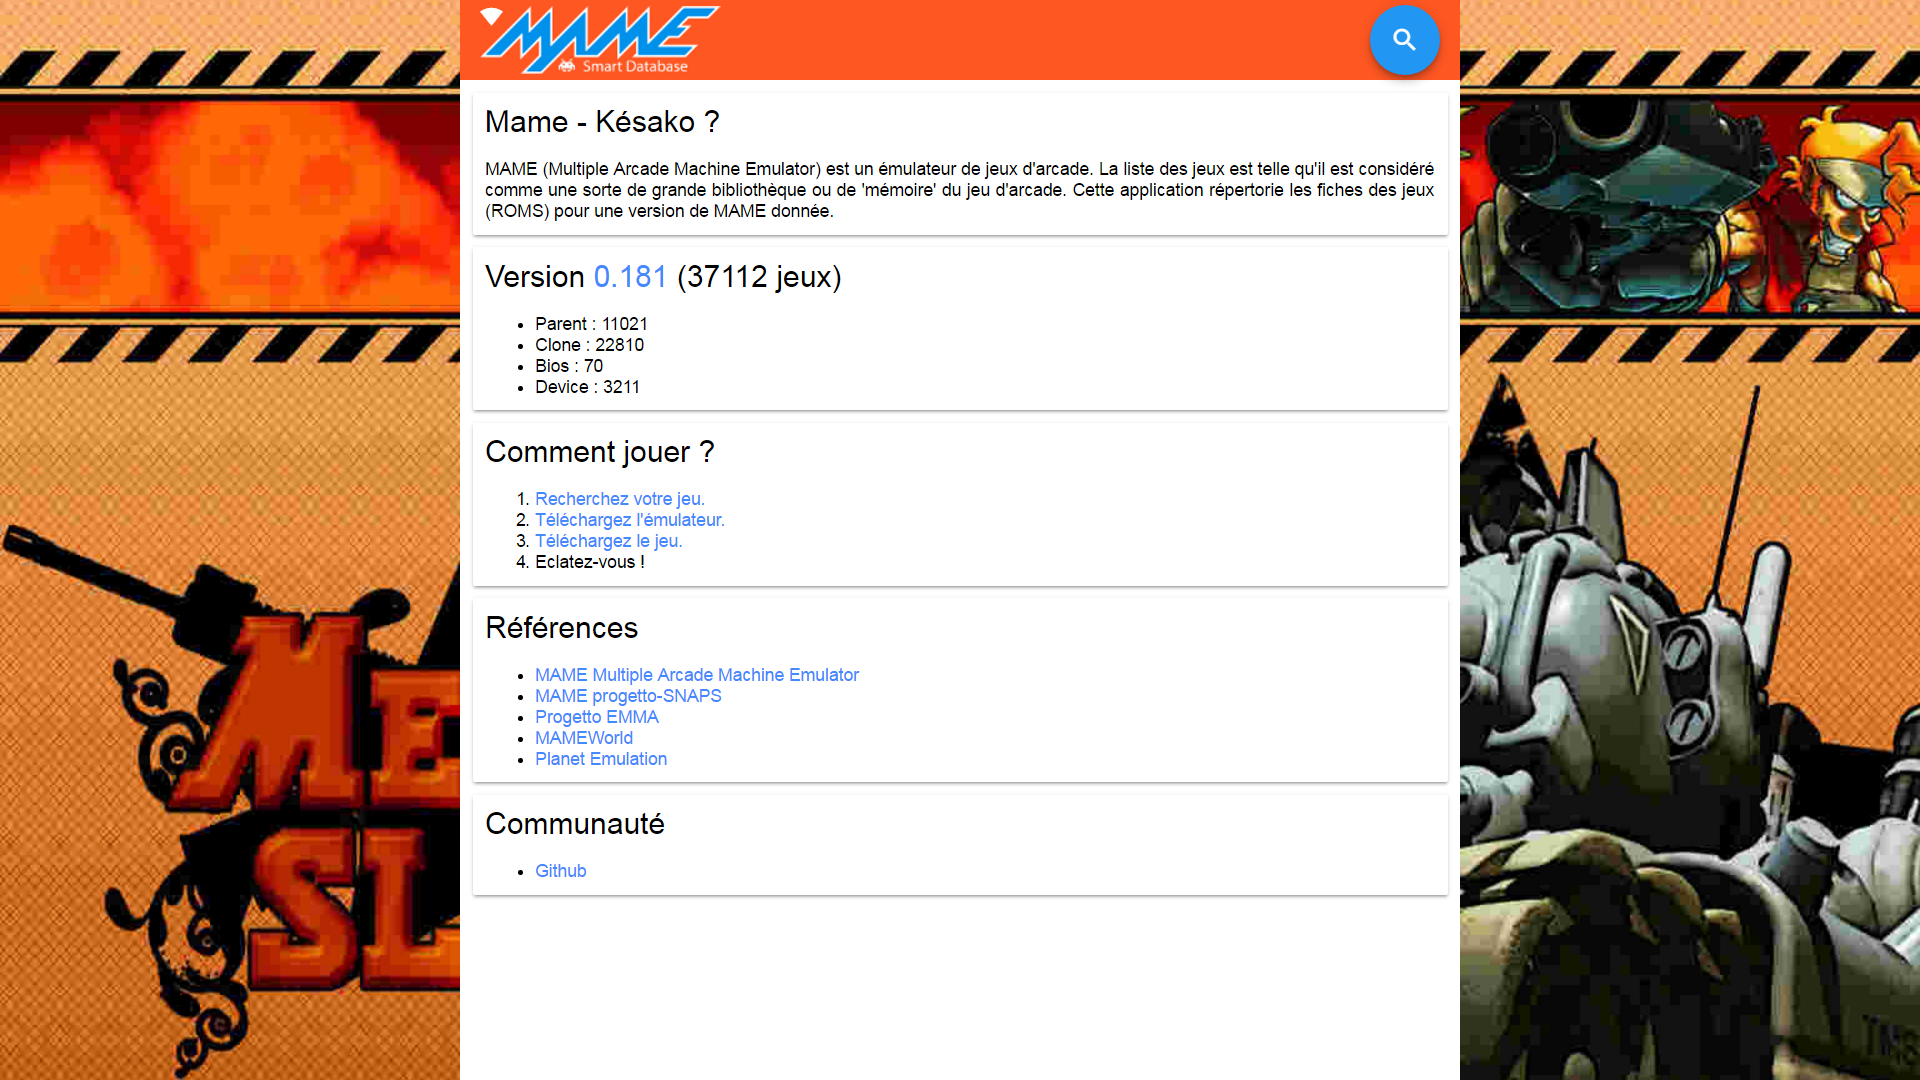 MAME
Smart Database
Mame - Késako ?
MAME (Multiple Arcade Machine Emulator) est un émulateur de jeux d'arcade. La liste des jeux est telle qu'il est considéré
comme une sorte de grande bibliothèque ou de 'mémoire' du jeu d'arcade. Cette application répertorie les fiches des jeux
(ROMS) pour une version de MAME donnée.
Version 0.181 (37112 jeux)
• Parent : 11021
• Clone : 22810
• Bios : 70
• Device : 3211
Comment jouer ?
1. Recherchez votre jeu.
2. Téléchargez l'émulateur.
3. Téléchargez le jeu.
4. Eclatez-vous !
Références
• MAME Multiple Arcade Machine Emulator
• MAME progetto-SNAPS
• Progetto EMMA
• MAMEWorld
• Planet Emulation
Communauté
• Github
ME
SL